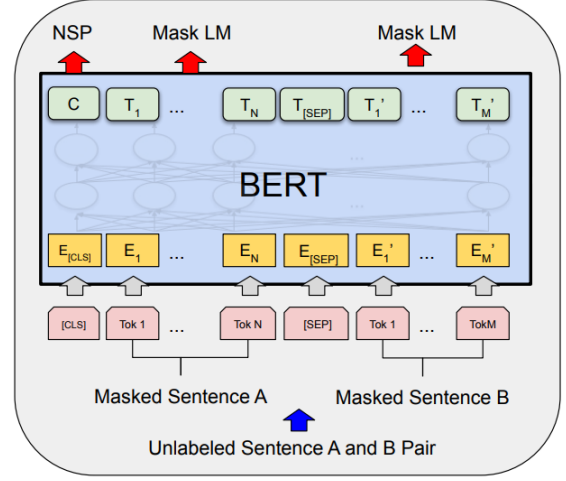 NSP Mask LM Mask LM
C T1 ... TN T[SEP] T1' ... TM'
...
...
BERT
E[CLS] E1 ... EN E[SEP] E1' ... EM'
[CLS] Tok 1 ... Tok N [SEP] Tok 1 ... TokM
Masked Sentence A Masked Sentence B
Unlabeled Sentence A and B Pair